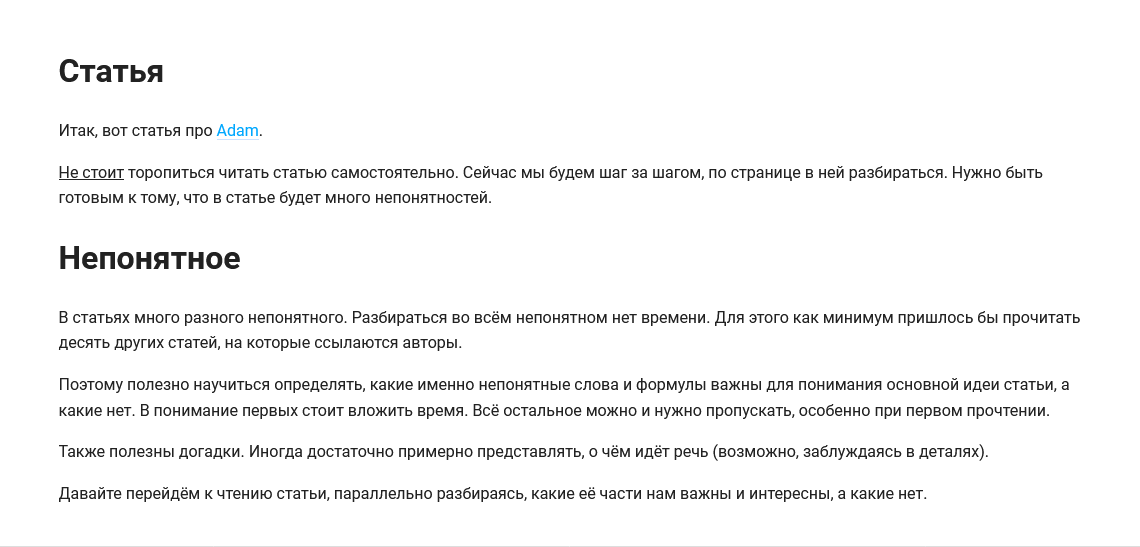 Статья
Итак, вот статья про Adam.
Не стоит торопиться читать статью самостоятельно. Сейчас мы будем шаг за шагом, по странице в ней разбираться. Нужно быть
готовым к тому, что в статье будет много непонятностей.
Непонятное
В статьях много разного непонятного. Разбираться во всём непонятном нет времени. Для этого как минимум пришлось бы прочитать
десять других статей, на которые ссылаются авторы.
Поэтому полезно научиться определять, какие именно непонятные слова и формулы важны для понимания основной идеи статьи, а
какие нет. В понимание первых стоит вложить время. Всё остальное можно и нужно пропускать, особенно при первом прочтении.
Также полезны догадки. Иногда достаточно примерно представлять, о чём идёт речь (возможно, заблуждаясь в деталях).
Давайте перейдём к чтению статьи, параллельно разбираясь, какие её части нам важны и интересны, а какие нет.